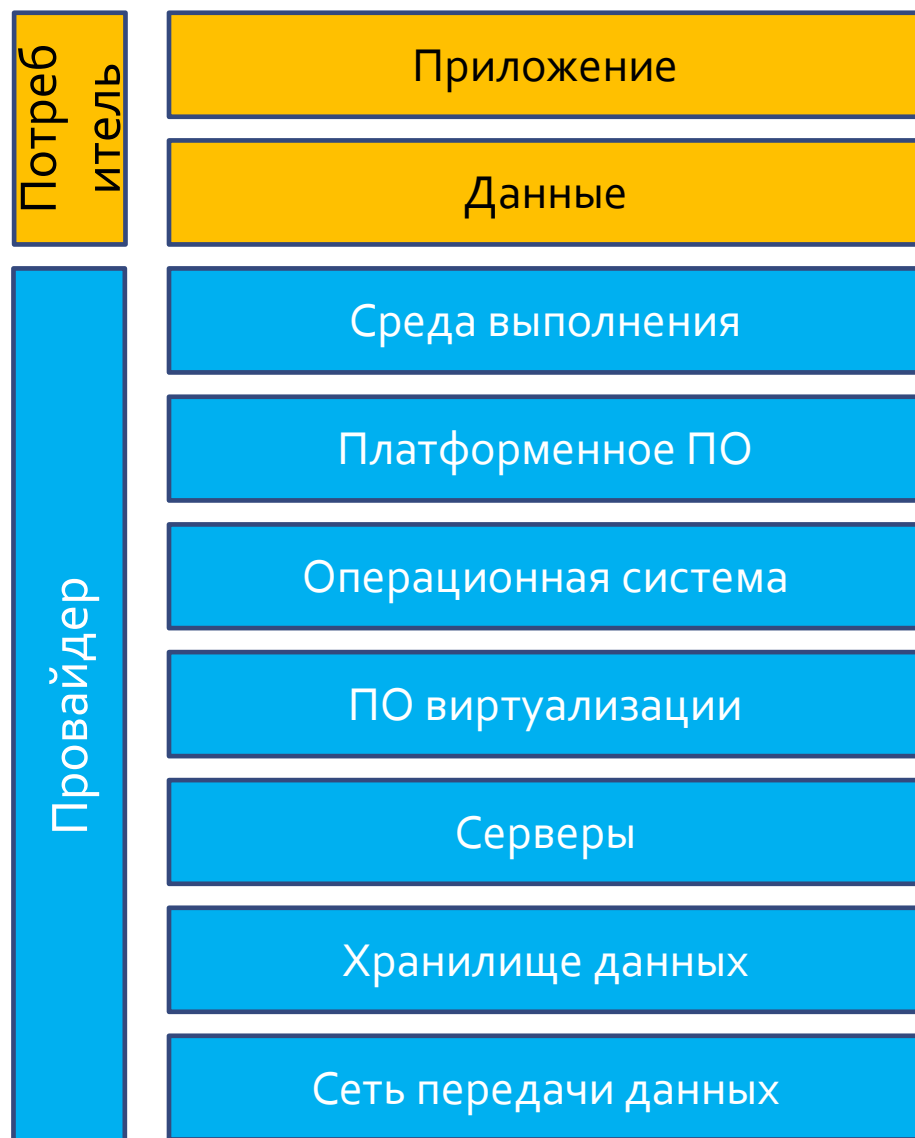 Потреб
итель
Приложение
Данные
Провайдер
Среда выполнения
Платформенное ПО
Операционная система
ПО виртуализации
Серверы
Хранилище данных
Сеть передачи данных